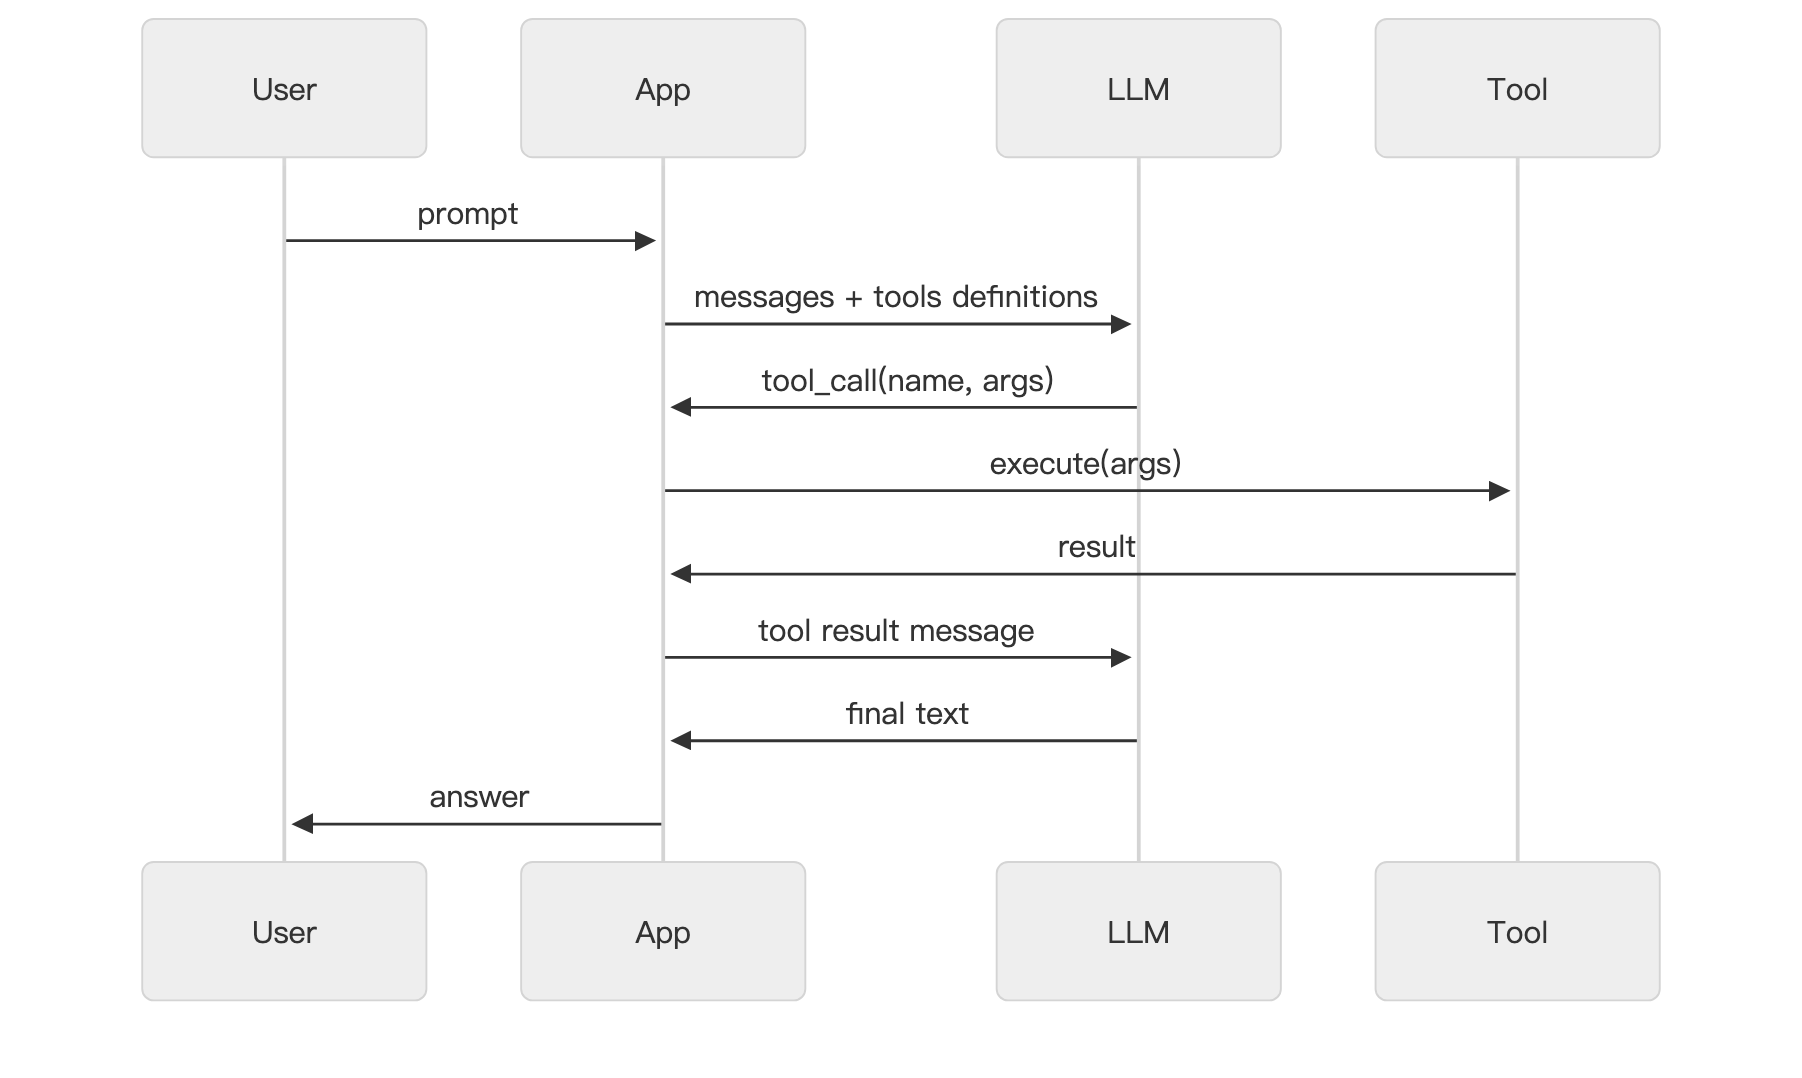 User
App
LLM
Tool
prompt
messages + tools definitions
tool_call(name, args)
execute(args)
result
tool result message
final text
answer
User
App
LLM
Tool